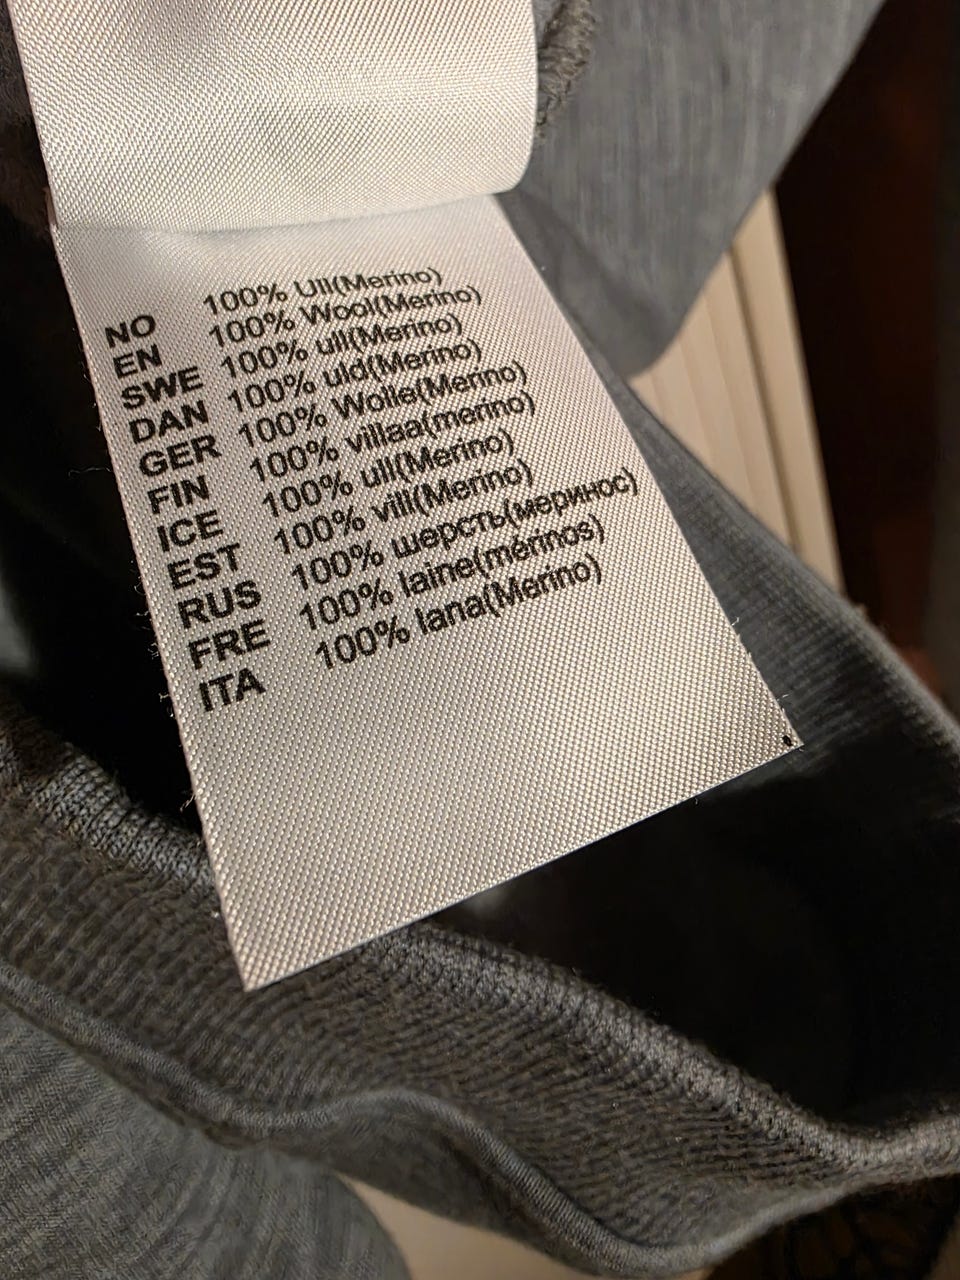 NO 100% Ull(Merino)
EN 100% Wool(Merino)
SWE 100% ull(Merino)
DAN 100% uld(Merino)
GER 100% Wolle(Merino)
FIN 100% villaa(merino)
ICE 100% ull(Merino)
EST 100% vill(Merino)
RUS 100% шерсть(меринос)
FRE 100% laine(mérinos)
ITA 100% lana(Merino)